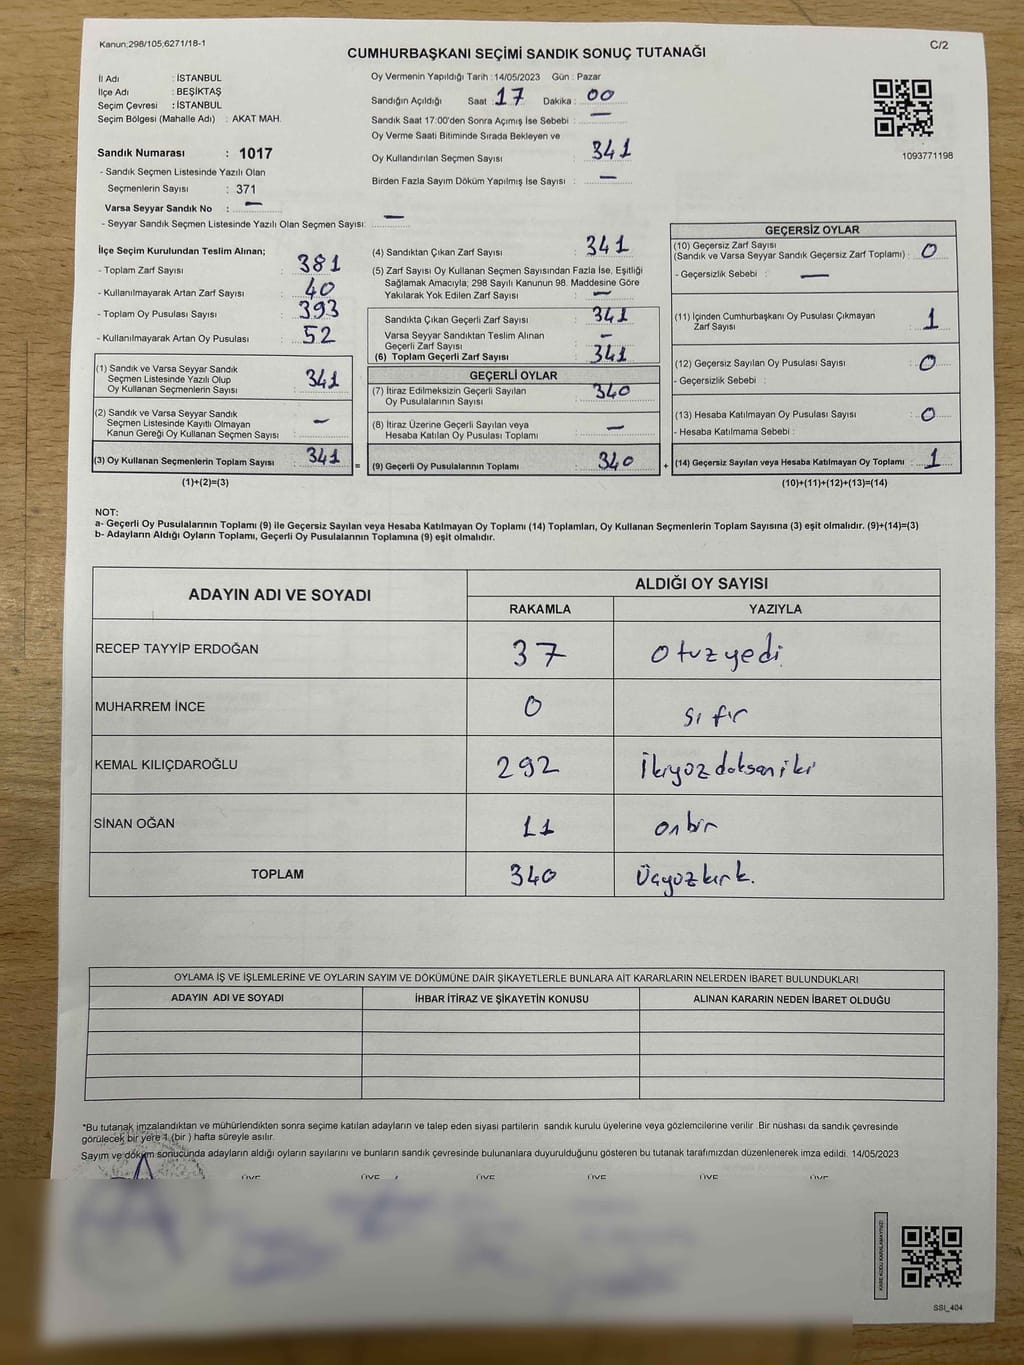 Kanun;298/105;6271/18-1
C/2
CUMHURBAŞKANI SEÇİMİ SANDIK SONUÇ TUTANAĞI
İl Adı : İSTANBUL
İlçe Adı : BEŞİKTAŞ
Seçim Çevresi : İSTANBUL
Seçim Bölgesi (Mahalle Adı) : AKAT MAH.
Sandık Numarası : 1017
- Sandık Seçmen Listesinde Yazılı Olan
Seçmenlerin Sayısı : 371
Varsa Seyyar Sandık No : —
- Seyyar Sandık Seçmen Listesinde Yazılı Olan Seçmen Sayısı: —
Oy Vermenin Yapıldığı Tarih : 14/05/2023 Gün : Pazar
Sandığın Açıldığı Saat : 17 Dakika : 00
Sandık Saat 17:00'den Sonra Açımış İse Sebebi : —
Oy Verme Saati Bitiminde Sırada Bekleyen ve
Oy Kullandırılan Seçmen Sayısı : 341
Birden Fazla Sayım Döküm Yapılmış İse Sayısı : —
1093771198
İlçe Seçim Kurulundan Teslim Alınan;
- Toplam Zarf Sayısı : 381
- Kullanılmayarak Artan Zarf Sayısı : 40
- Toplam Oy Pusulası Sayısı : 393
- Kullanılmayarak Artan Oy Pusulası : 52
(1) Sandık ve Varsa Seyyar Sandık
Seçmen Listesinde Yazılı Olup
Oy Kullanan Seçmenlerin Sayısı : 341
(2) Sandık ve Varsa Seyyar Sandık
Seçmen Listesinde Kayıtlı Olmayan
Kanun Gereği Oy Kullanan Seçmen Sayısı : —
(3) Oy Kullanan Seçmenlerin Toplam Sayısı : 341
(1)+(2)=(3)
(4) Sandıktan Çıkan Zarf Sayısı : 341
(5) Zarf Sayısı Oy Kullanan Seçmen Sayısından Fazla İse, Eşitliği
Sağlamak Amacıyla; 298 Sayılı Kanunun 98. Maddesine Göre
Yakılarak Yok Edilen Zarf Sayısı : —
Sandıkta Çıkan Geçerli Zarf Sayısı : 341
Varsa Seyyar Sandıktan Teslim Alınan
Geçerli Zarf Sayısı : —
(6) Toplam Geçerli Zarf Sayısı : 341
GEÇERLİ OYLAR
(7) İtiraz Edilmeksizin Geçerli Sayılan
Oy Pusulalarının Sayısı : 340
(8) İtiraz Üzerine Geçerli Sayılan veya
Hesaba Katılan Oy Pusulası Toplamı : —
= (9) Geçerli Oy Pusulalarının Toplamı : 340 +
GEÇERSİZ OYLAR
(10) Geçersiz Zarf Sayısı
(Sandık ve Varsa Seyyar Sandık Geçersiz Zarf Toplamı) : 0
- Geçersizlik Sebebi : —
(11) İçinden Cumhurbaşkanı Oy Pusulası Çıkmayan
Zarf Sayısı : 1
(12) Geçersiz Sayılan Oy Pusulası Sayısı : 0
- Geçersizlik Sebebi :
(13) Hesaba Katılmayan Oy Pusulası Sayısı : 0
- Hesaba Katılmama Sebebi :
(14) Geçersiz Sayılan veya Hesaba Katılmayan Oy Toplamı : 1
(10)+(11)+(12)+(13)=(14)
NOT:
a- Geçerli Oy Pusulalarının Toplamı (9) ile Geçersiz Sayılan veya Hesaba Katılmayan Oy Toplamı (14) Toplamları, Oy Kullanan Seçmenlerin Toplam Sayısına (3) eşit olmalıdır. (9)+(14)=(3)
b- Adayların Aldığı Oyların Toplamı, Geçerli Oy Pusulalarının Toplamına (9) eşit olmalıdır.
ADAYIN ADI VE SOYADI ALDIĞI OY SAYISI
RAKAMLA YAZIYLA
RECEP TAYYİP ERDOĞAN 37 otuzyedi
MUHARREM İNCE 0 sıfır
KEMAL KILIÇDAROĞLU 292 ikiyüzdoksaniki
SİNAN OĞAN 11 onbir
TOPLAM 340 Üçyüzkırk.
OYLAMA İŞ VE İŞLEMLERİNE VE OYLARIN SAYIM VE DÖKÜMÜNE DAİR ŞİKAYETLERLE BUNLARA AİT KARARLARIN NELERDEN İBARET BULUNDUKLARI
ADAYIN ADI VE SOYADI İHBAR İTİRAZ VE ŞİKAYETİN KONUSU ALINAN KARARIN NEDEN İBARET OLDUĞU
*Bu tutanak imzalandıktan ve mühürlendikten sonra seçime katılan adayların ve talep eden siyasi partilerin sandık kurulu üyelerine veya gözlemcilerine verilir. Bir nüshası da sandık çevresinde
görülecek bir yere 1 (bir ) hafta süreyle asılır.
Sayım ve döküm sonucunda adayların aldığı oyların sayılarını ve bunların sandık çevresinde bulunanlara duyurulduğunu gösteren bu tutanak tarafımızdan düzenlenerek imza edildi. 14/05/2023
ÜYE ÜYE ÜYE ÜYE ÜYE ÜYE
KARE KODU KARALAMAYINIZ!
SSI_404